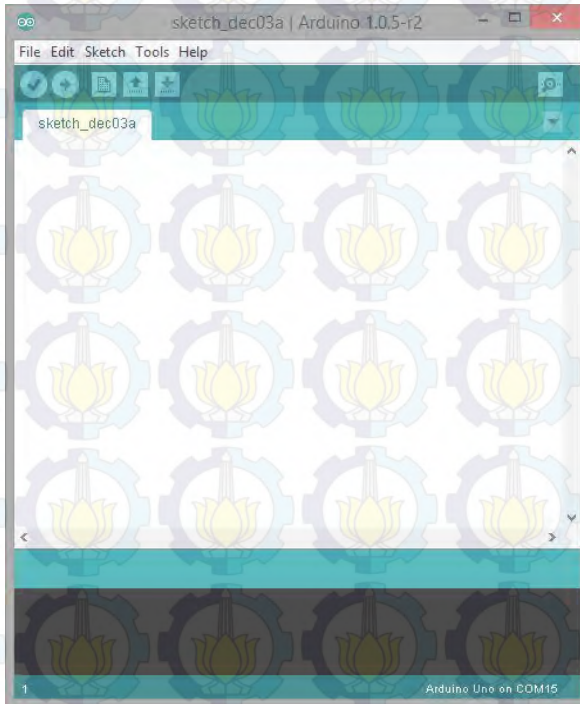 sketch_dec03a | Arduino 1.0.5-r2
File Edit Sketch Tools Help
sketch_dec03a
1
Arduino Uno on COM15